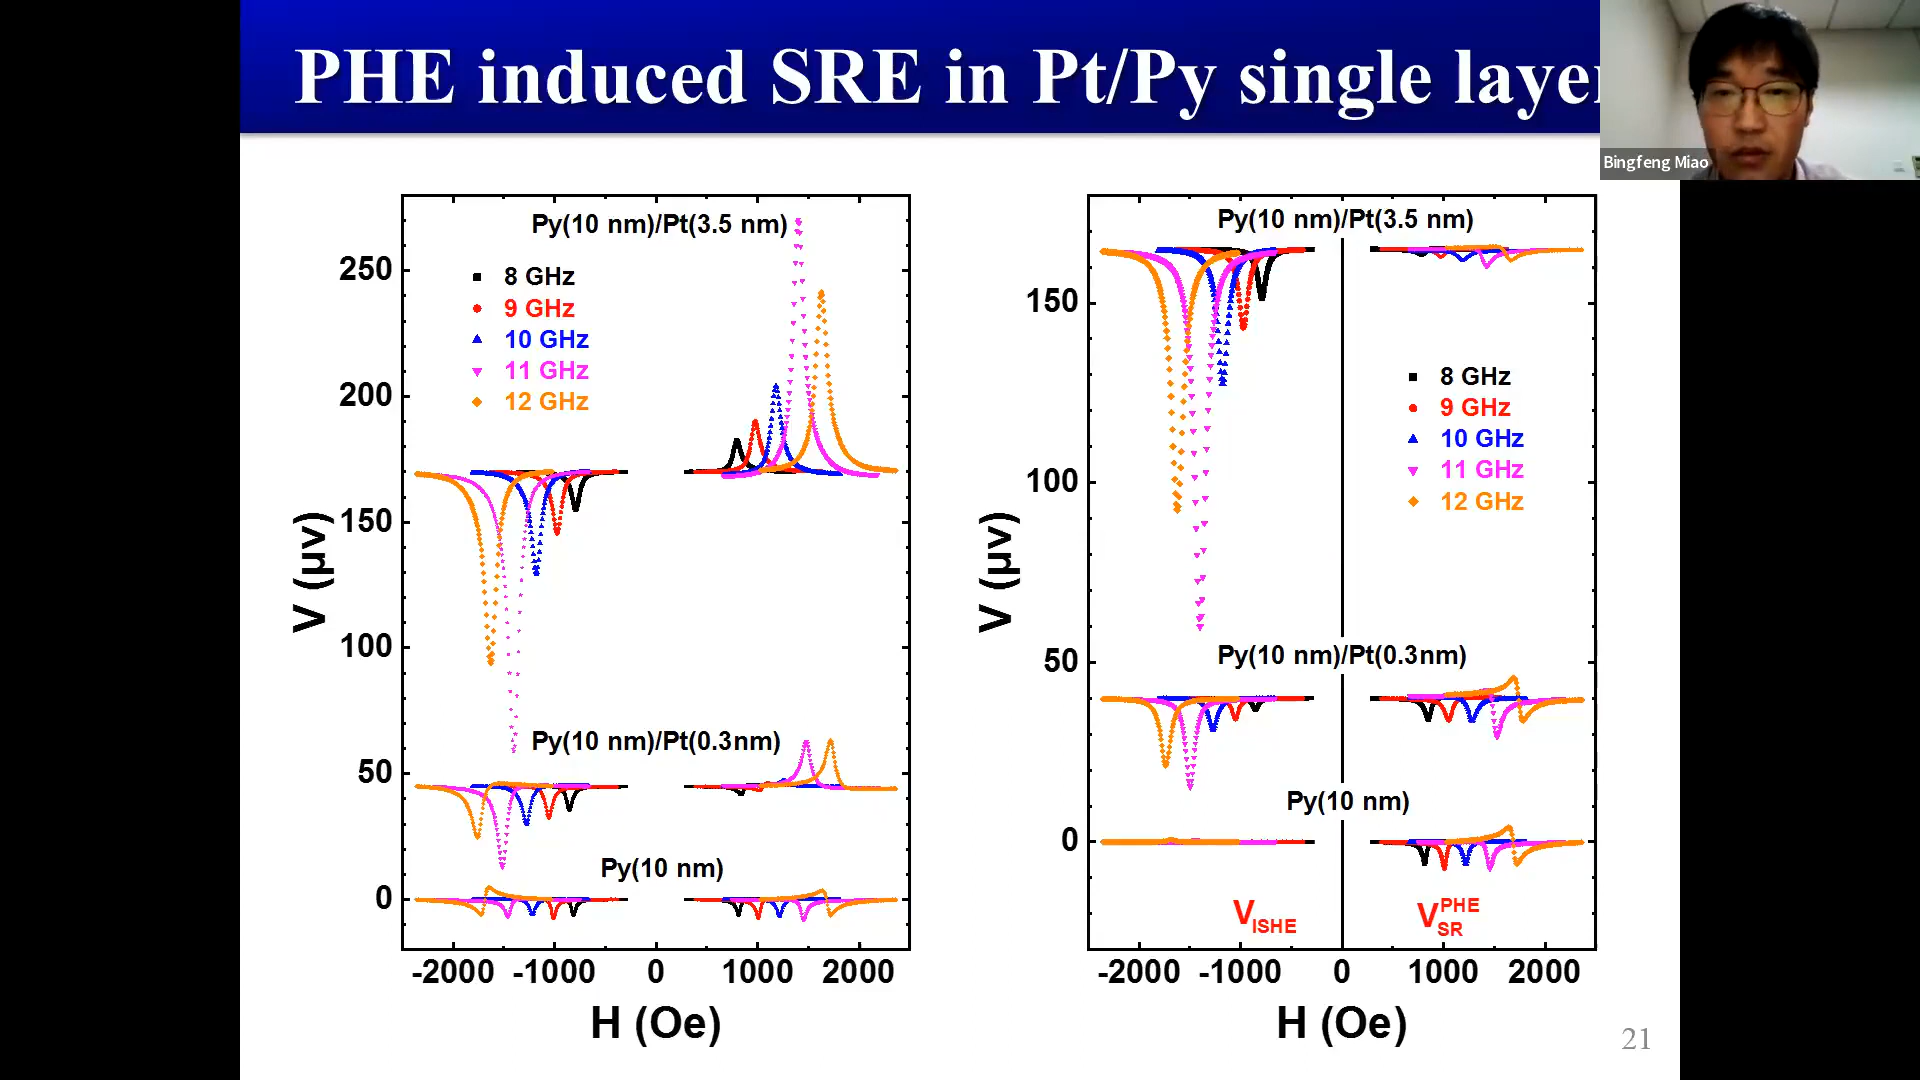 PHE induced SRE in Pt/Py single laye
Bingfeng Miao
Py(10 nm)/Pt(3.5 nm)
8 GHz
9 GHz
10 GHz
11 GHz
12 GHz
250
200
150
100
50
0
V (μv)
Py(10 nm)/Pt(0.3nm)
Py(10 nm)
-2000 -1000 0 1000 2000
H (Oe)
Py(10 nm)/Pt(3.5 nm)
8 GHz
9 GHz
10 GHz
11 GHz
12 GHz
150
100
50
0
V (μv)
Py(10 nm)/Pt(0.3nm)
Py(10 nm)
V ISHE
V SR PHE
-2000 -1000 0 1000 2000
H (Oe)
21